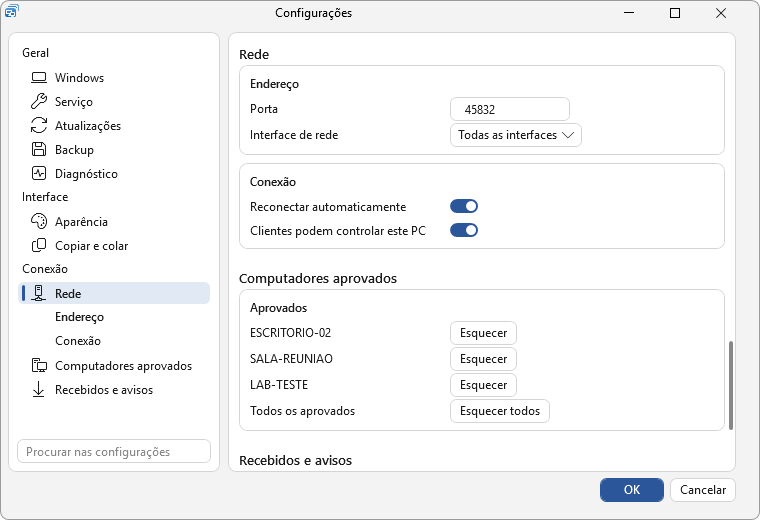 Configurações
Geral
Windows
Serviço
Atualizações
Backup
Diagnóstico
Interface
Aparência
Copiar e colar
Conexão
Rede
Endereço
Conexão
Computadores aprovados
Recebidos e avisos
Procurar nas configurações
Rede
Endereço
Porta 45832
Interface de rede Todas as interfaces
Conexão
Reconectar automaticamente
Clientes podem controlar este PC
Computadores aprovados
Aprovados
ESCRITORIO-02 Esquecer
SALA-REUNIAO Esquecer
LAB-TESTE Esquecer
Todos os aprovados Esquecer todos
Recebidos e avisos
OK Cancelar